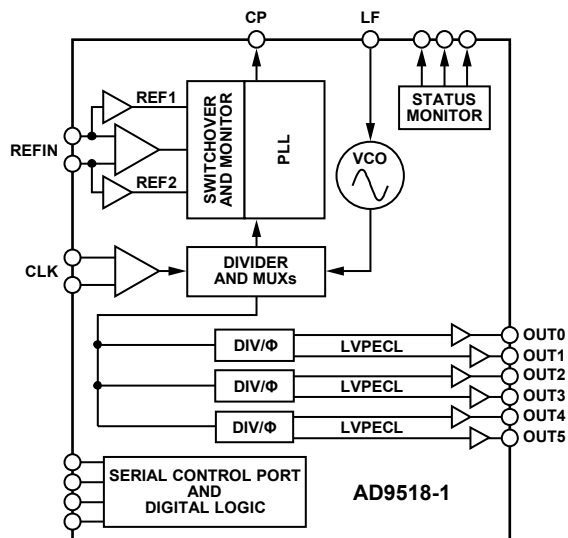 CP
LF
REF1
REFIN
REF2
SWITCHOVER
AND MONITOR
PLL
STATUS
MONITOR
VCO
CLK
DIVIDER
AND MUXs
DIV/Φ
LVPECL
OUT0
OUT1
DIV/Φ
LVPECL
OUT2
OUT3
DIV/Φ
LVPECL
OUT4
OUT5
SERIAL CONTROL PORT
AND
DIGITAL LOGIC
AD9518-1